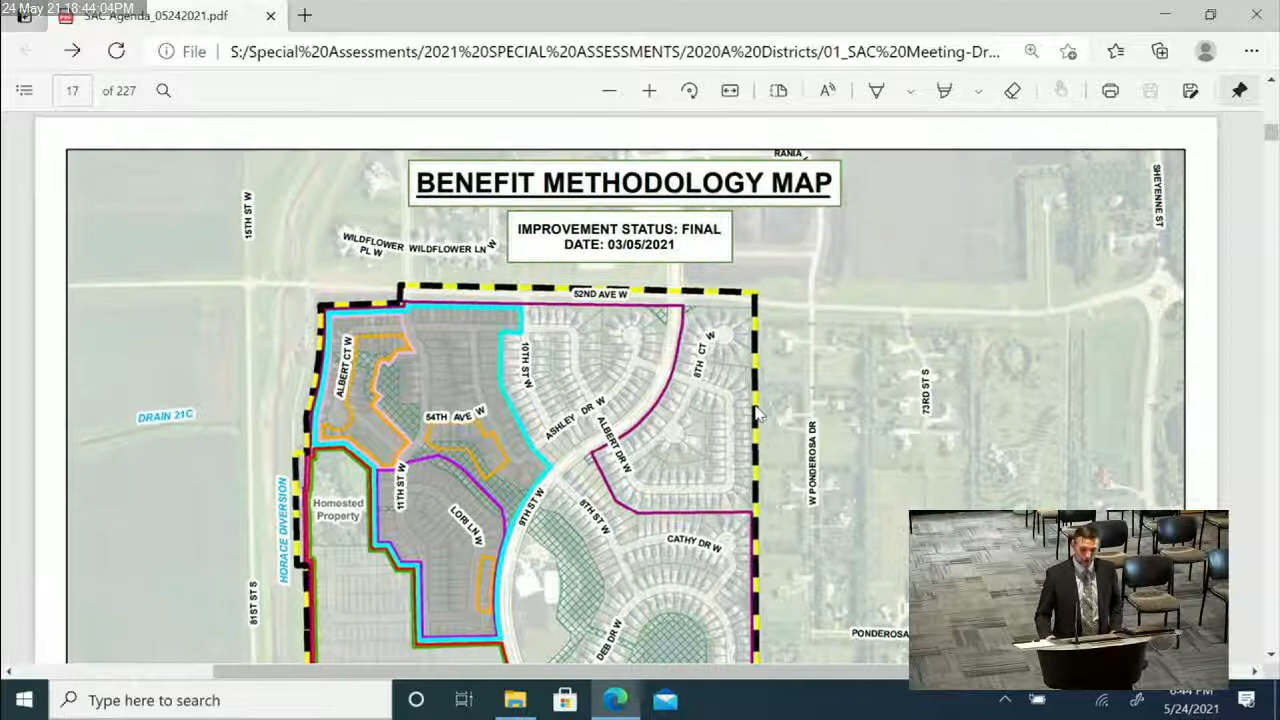 24 May 21 18:44:04PM
SAC Agenda_05242021.pdf
File
S:/Special%20Assessments/2021%20SPECIAL%20ASSESSMENTS/2020A%20Districts/01_SAC%20Meeting-Dr...
17 of 227
RANIA
BENEFIT METHODOLOGY MAP
IMPROVEMENT STATUS: FINAL
DATE: 03/05/2021
15TH ST W
SHEYENNE ST
WILDFLOWER PL W
WILDFLOWER LN W
52ND AVE W
ALBERT CT W
10TH ST W
8TH CT W
73RD ST S
DRAIN 21C
54TH AVE W
ASHLEY DR W
ALBERT DR W
W PONDEROSA DR
11TH ST W
Homested
Property
LORI LN W
9TH ST W
8TH ST W
CATHY DR W
HORACE DIVERSION
81ST ST S
DEB DR W
PONDEROSA
Type here to search
6:44 PM
5/24/2021